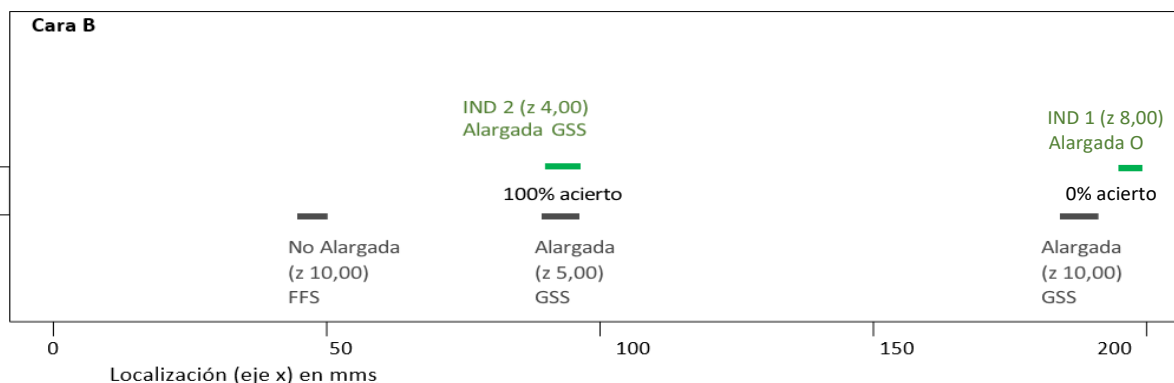 Cara B
IND 2 (z 4,00)
Alargada GSS
IND 1 (z 8,00)
Alargada O
100% acierto
0% acierto
No Alargada
(z 10,00)
FFS
Alargada
(z 5,00)
GSS
Alargada
(z 10,00)
GSS
0 50 100 150 200
Localización (eje x) en mms